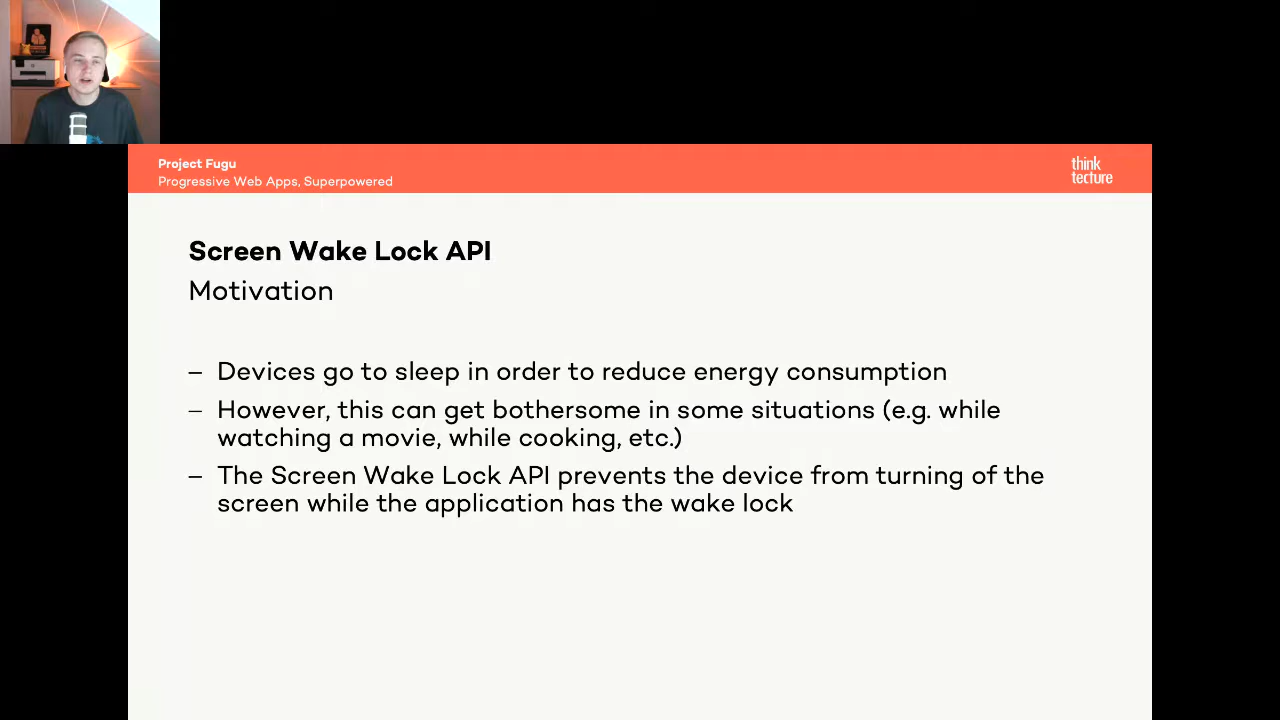 Project Fugu
Progressive Web Apps, Superpowered
think
tecture
Screen Wake Lock API
Motivation
– Devices go to sleep in order to reduce energy consumption
– However, this can get bothersome in some situations (e.g. while
watching a movie, while cooking, etc.)
– The Screen Wake Lock API prevents the device from turning of the
screen while the application has the wake lock